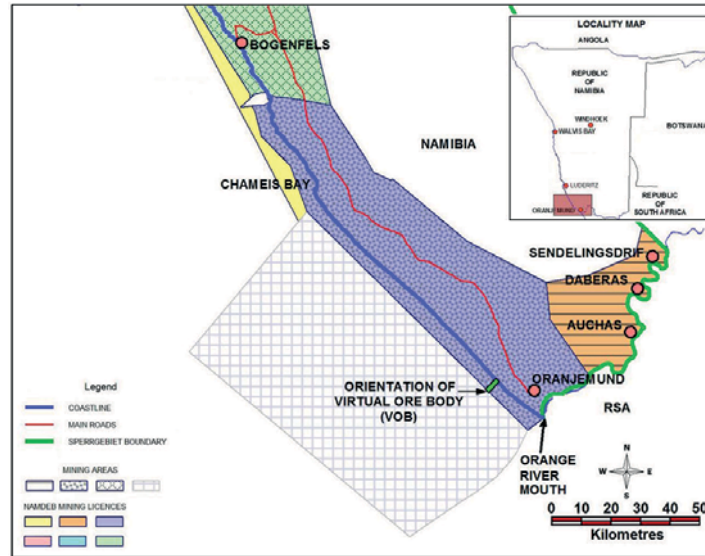 LOCALITY MAP
ANGOLA
REPUBLIC
OF
NAMIBIA
WINDHOEK
BOTSWANA
WALVIS BAY
LUDERITZ
REPUBLIC
OF
SOUTH AFRICA
ORANJEMUND
BOGENFELS
NAMIBIA
CHAMEIS BAY
SENDELINGSDRIF
DABERAS
AUCHAS
ORIENTATION OF
VIRTUAL ORE BODY
(VOB)
ORANJEMUND
RSA
ORANGE
RIVER
MOUTH
Legend
COASTLINE
MAIN ROADS
SPERRGEBIET BOUNDARY
MINING AREAS
NAMDEB MINING LICENCES
N
W E
S
0 10 20 30 40 50
Kilometres